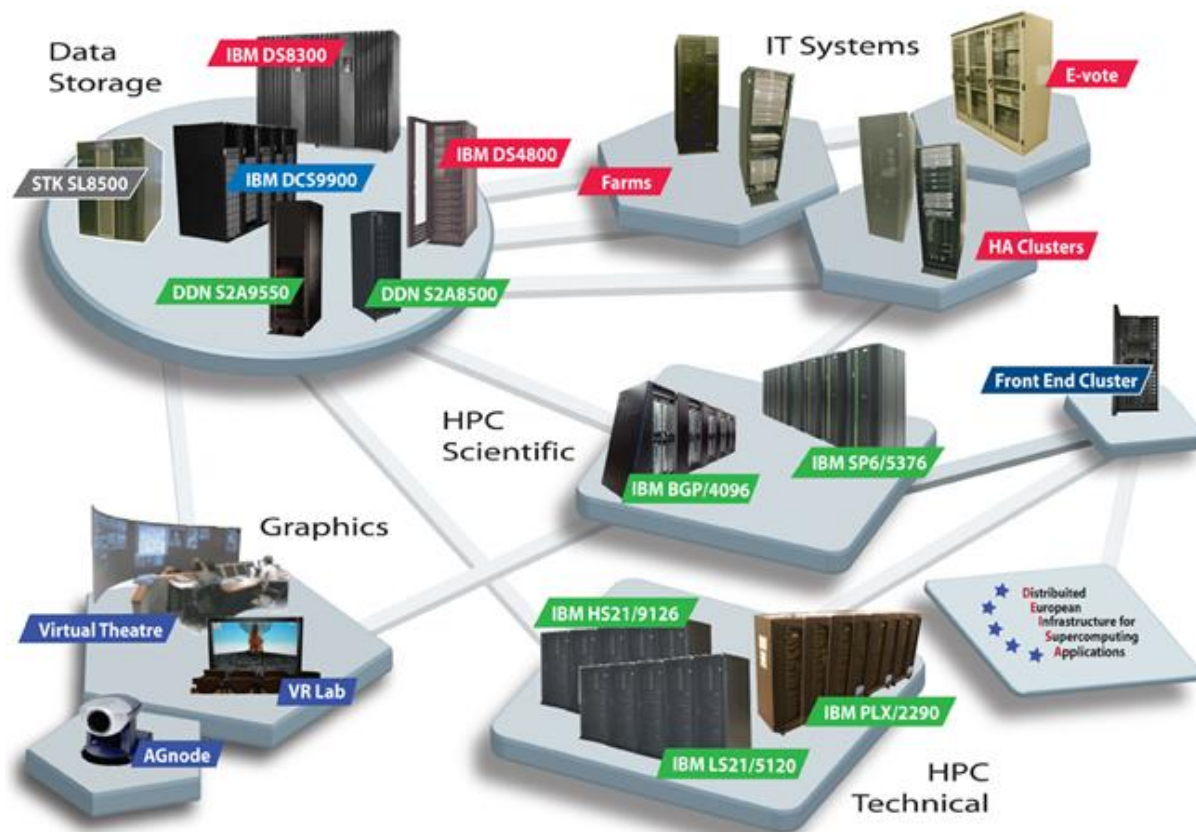 Data
Storage
IBM DS8300
IT Systems
E-vote
STK SL8500
IBM DCS9900
IBM DS4800
Farms
HA Clusters
DDN S2A9550
DDN S2A8500
Front End Cluster
HPC
Scientific
IBM SP6/5376
IBM BGP/4096
Graphics
Virtual Theatre
VR Lab
AGnode
IBM HS21/9126
IBM PLX/2290
IBM LS21/5120
HPC
Technical
Distribuited
European
Infrastructure for
Supercomputing
Applications